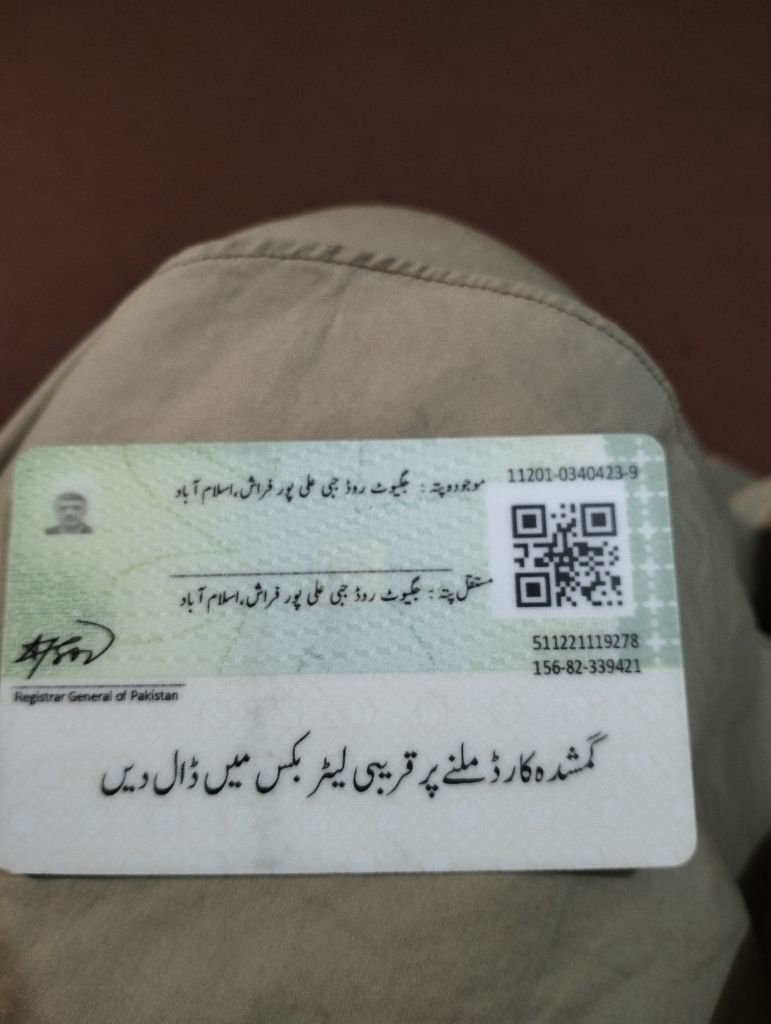 11201-0340423-9
موجودہ پتہ : جگیوٹ روڈ جبی علی پور فراش، اسلام آباد
مستقل پتہ : جگیوٹ روڈ جبی علی پور فراش، اسلام آباد
511221119278
156-82-339421
Registrar General of Pakistan
گمشدہ کارڈ ملنے پر قریبی لیٹر بکس میں ڈال دیں